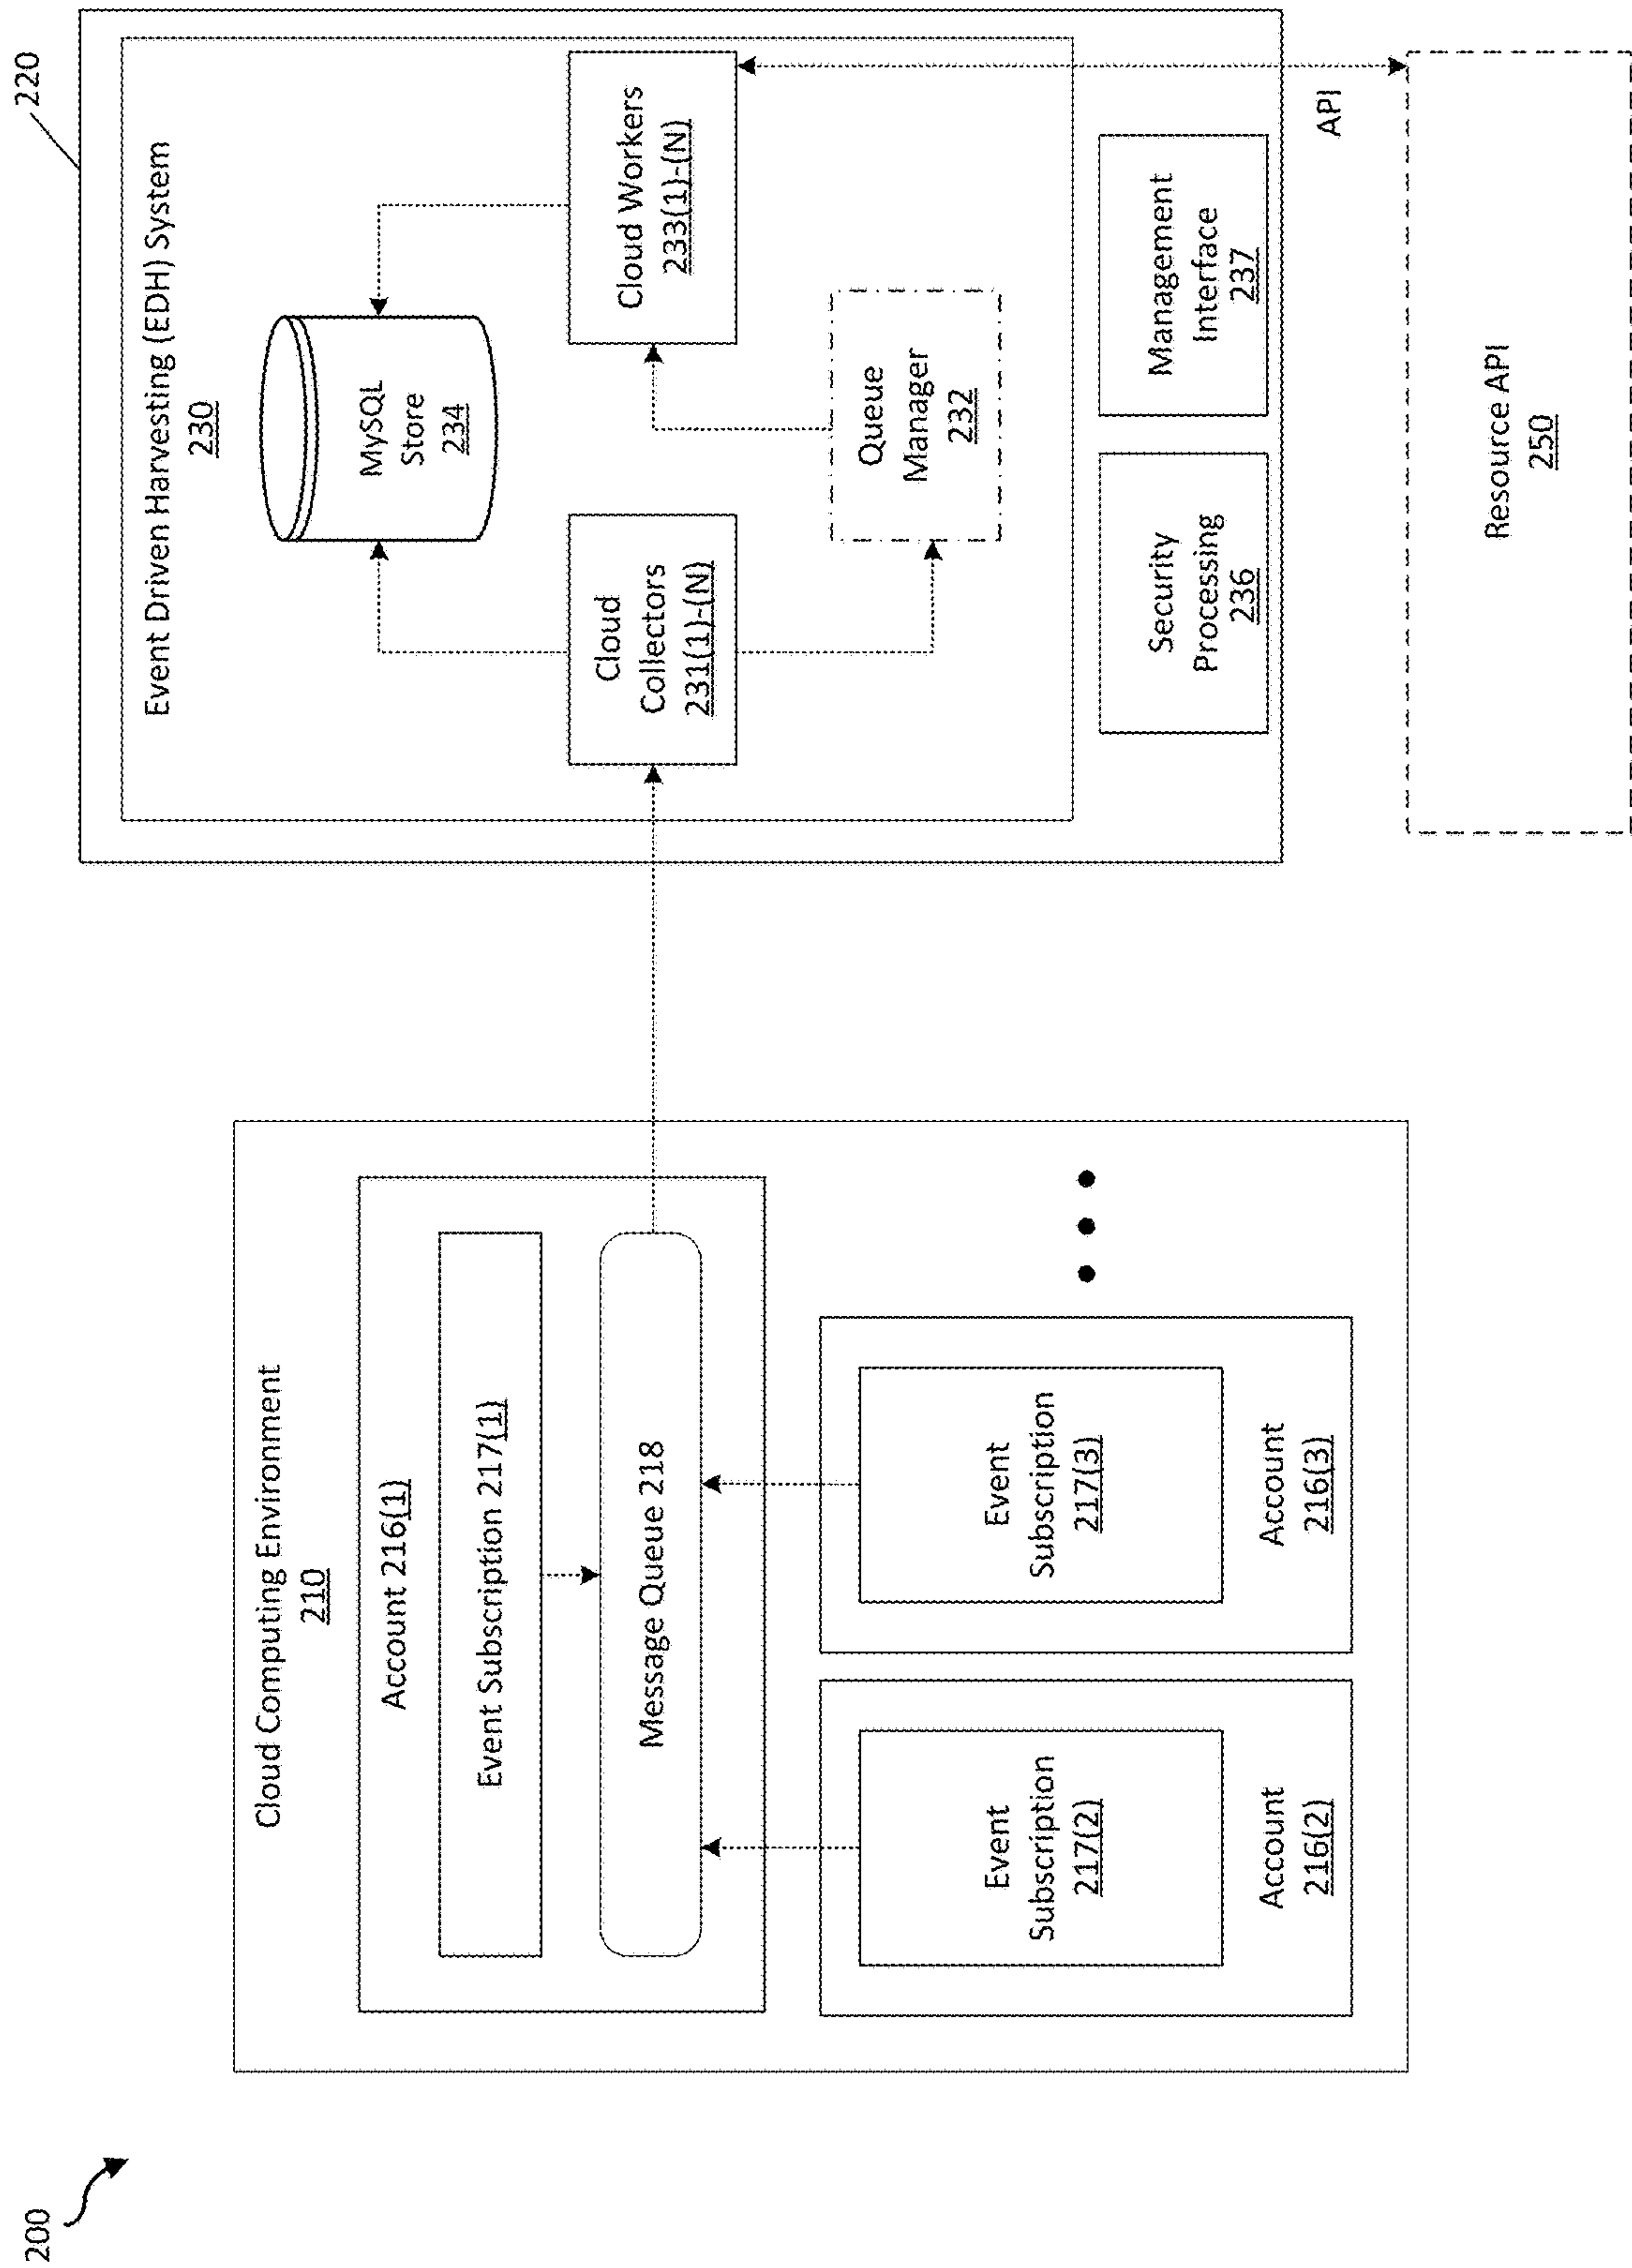 200
Cloud Computing Environment
210
Account 216(1)
Event Subscription 217(1)
Message Queue 218
Event
Subscription
217(2)
Account
216(2)
Event
Subscription
217(3)
Account
216(3)
220
Event Driven Harvesting (EDH) System
230
MySQL
Store
234
Cloud
Collectors
231(1)-(N)
Cloud Workers
233(1)-(N)
Queue
Manager
232
Security
Processing
236
Management
Interface
237
API
Resource API
250